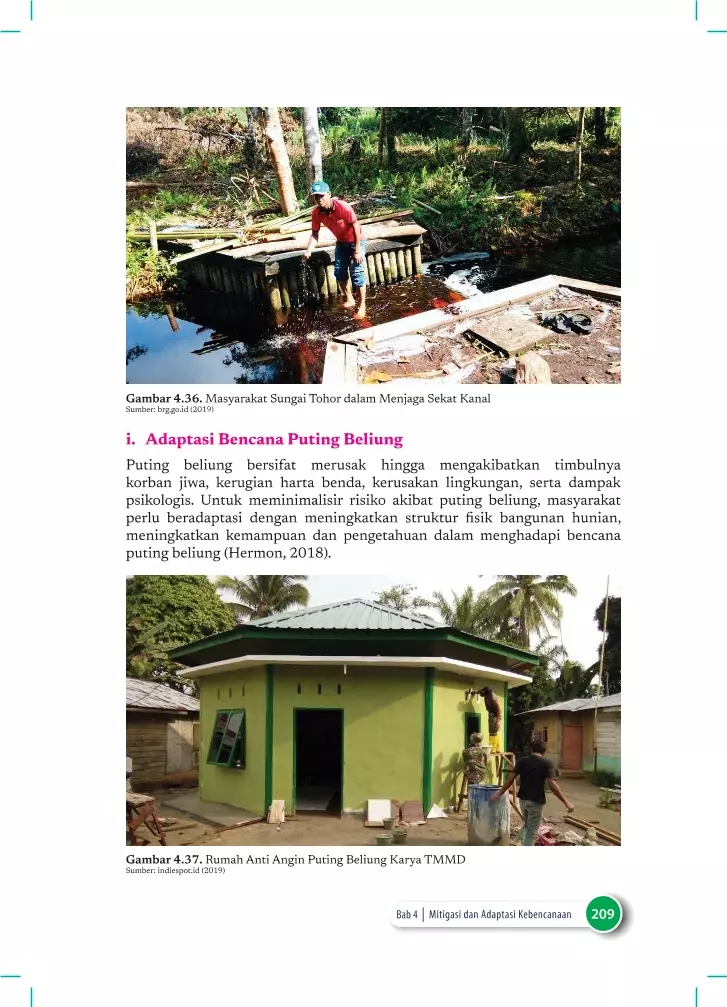 Gambar 4.36. Masyarakat Sungai Tohor dalam Menjaga Sekat Kanal
Sumber: brg.go.id (2019)
i. Adaptasi Bencana Puting Beliung
Puting beliung bersifat merusak hingga mengakibatkan timbulnya
korban jiwa, kerugian harta benda, kerusakan lingkungan, serta dampak
psikologis. Untuk meminimalisir risiko akibat puting beliung, masyarakat
perlu beradaptasi dengan meningkatkan struktur fisik bangunan hunian,
meningkatkan kemampuan dan pengetahuan dalam menghadapi bencana
puting beliung (Hermon, 2018).
Gambar 4.37. Rumah Anti Angin Puting Beliung Karya TMMD
Sumber: indiespot.id (2019)
Bab 4 | Mitigasi dan Adaptasi Kebencanaan 209